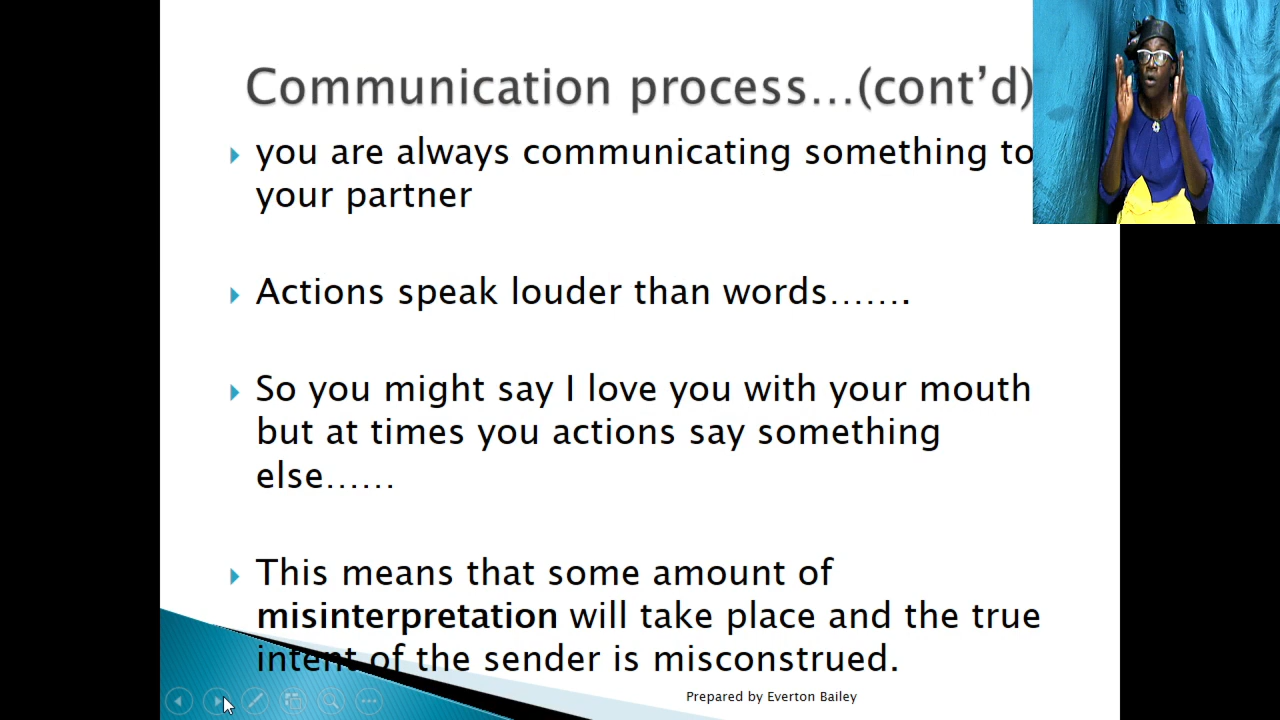 Communication process...(cont’d)
you are always communicating something to
your partner
Actions speak louder than words.......
So you might say I love you with your mouth
but at times you actions say something
else......
This means that some amount of
misinterpretation will take place and the true
intent of the sender is misconstrued.
Prepared by Everton Bailey